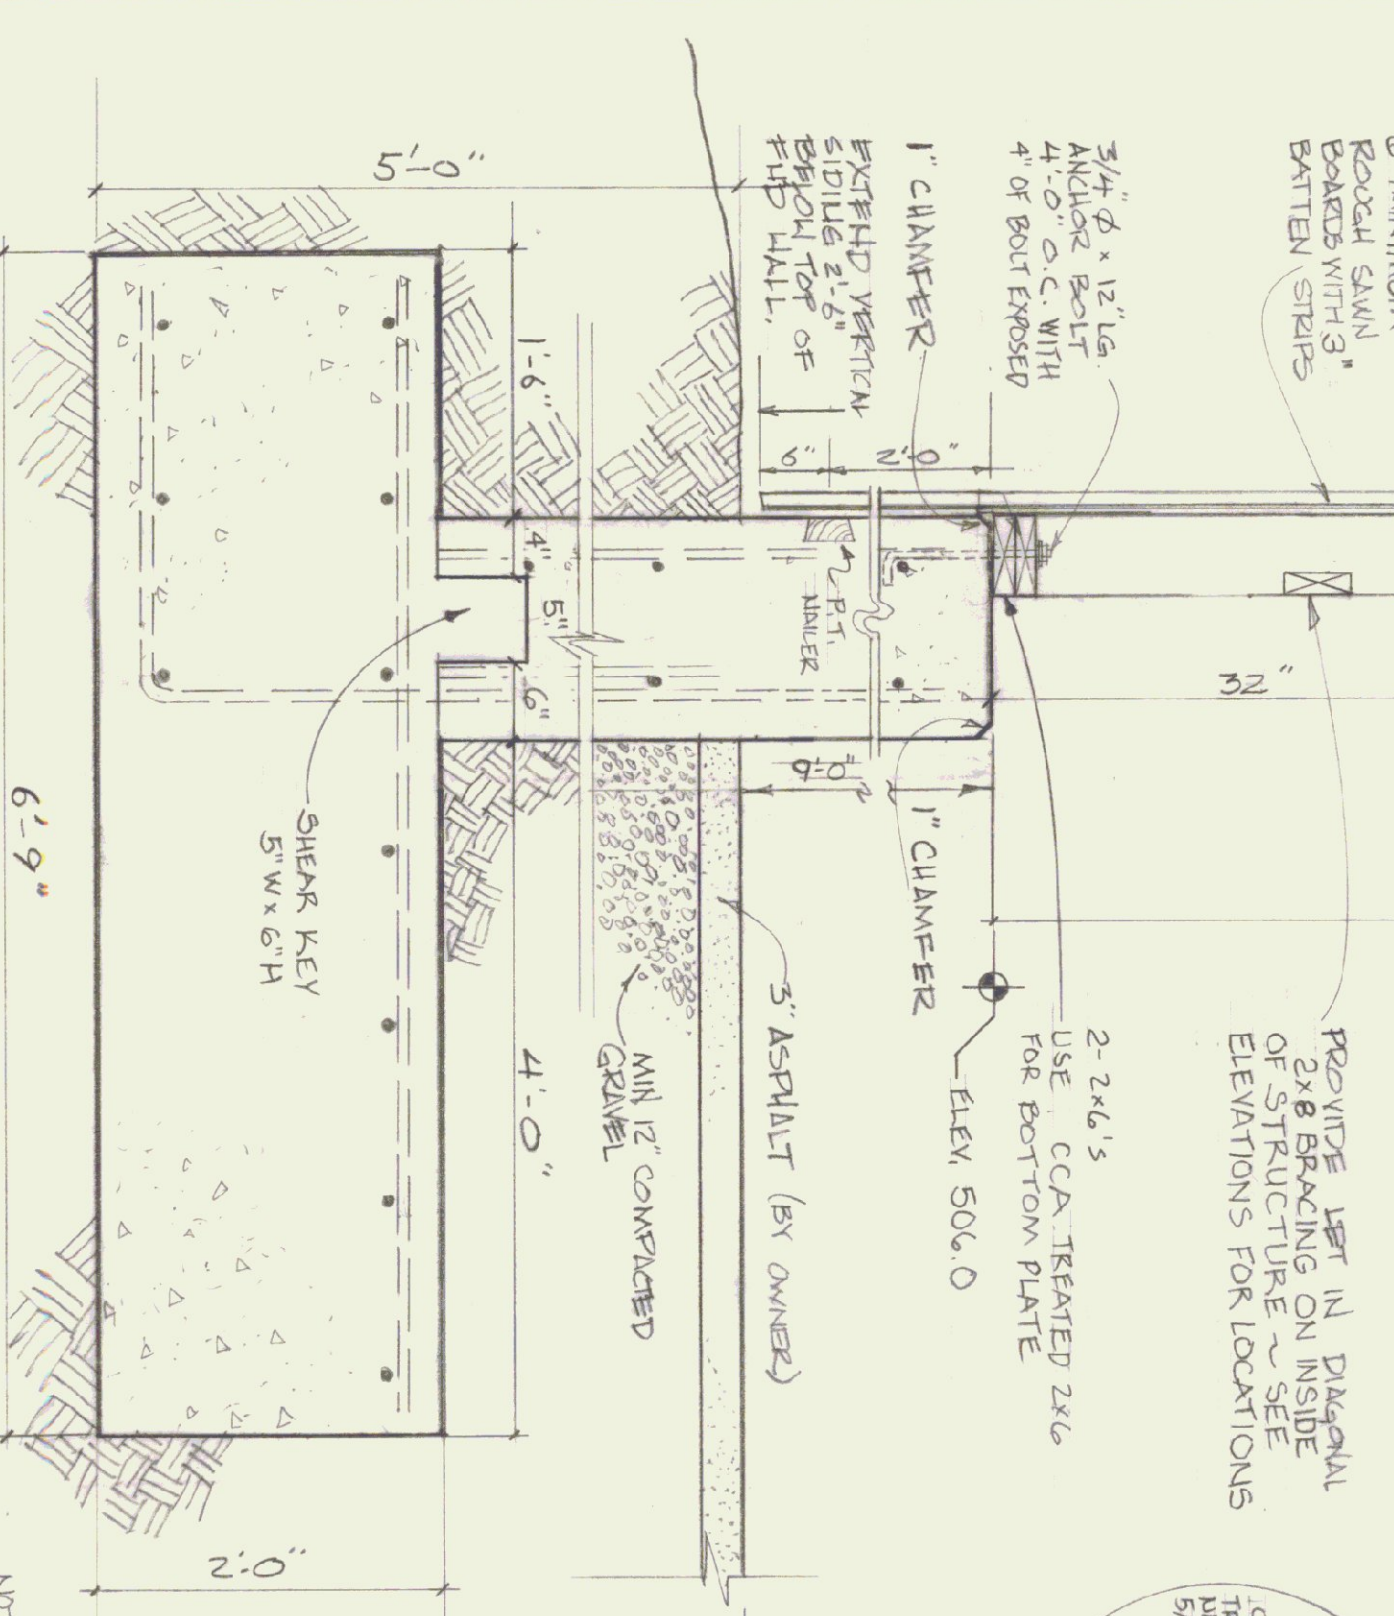 ROUGH SAWN
BOARDS WITH 3"
BATTEN STRIPS
3/4" Ø x 12" LG.
ANCHOR BOLT
4'-0" O.C. WITH
4" OF BOLT EXPOSED
1" CHAMFER
EXTEND VERTICAL
SIDING 2'-6"
BELOW TOP OF
FND WALL.
5'-0"
1'-6"
6"
2'-0"
4"
5"
6"
P.T.
NAILER
32"
9'-0"
1" CHAMFER
SHEAR KEY
5"W x 6"H
6'-9"
4'-0"
3" ASPHALT (BY OWNER)
MIN 12" COMPACTED
GRAVEL
ELEV. 506.0
2- 2x6's
USE CCA TREATED 2x6
FOR BOTTOM PLATE
PROVIDE LET IN DIAGONAL
2x8 BRACING ON INSIDE
OF STRUCTURE ~ SEE
ELEVATIONS FOR LOCATIONS
2'-0"